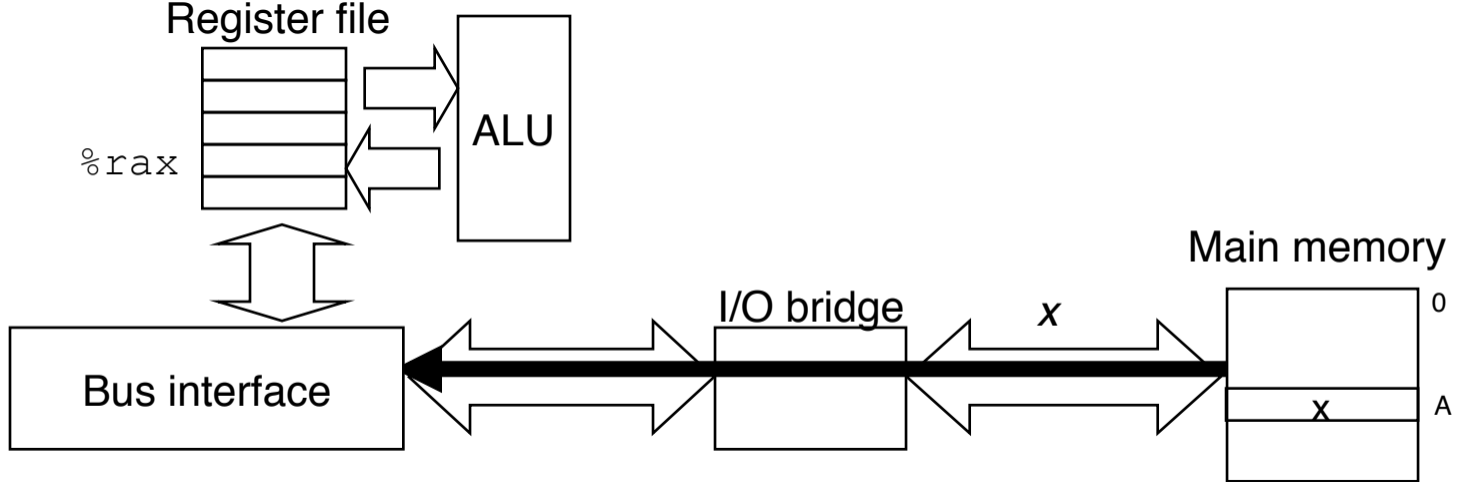 Register file
ALU
%rax
Main memory
I/O bridge
x
0
Bus interface
x
A